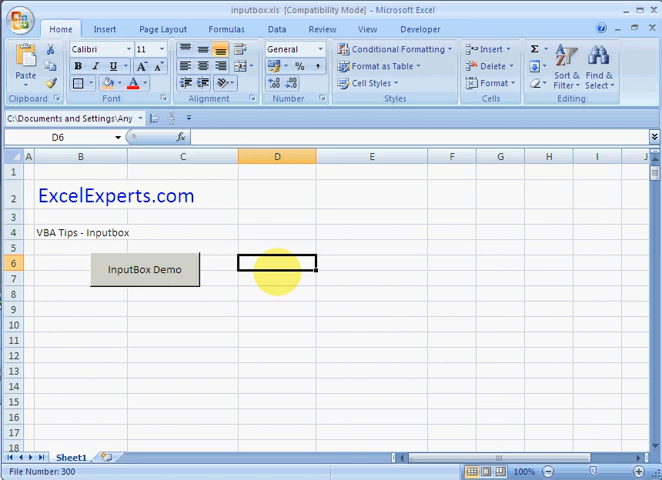 inputbox.xls [Compatibility Mode] - Microsoft Excel
Home Insert Page Layout Formulas Data Review View Developer
Calibri 11 General Conditional Formatting Insert Σ
Paste B Format as Table Delete Sort & Find &
Cell Styles Format Filter Select
Clipboard Font Alignment Number Styles Cells Editing
C:\Documents and Settings\Any
D6 fx
A B C D E F G H I J
1
2 ExcelExperts.com
3
4 VBA Tips - Inputbox
5
6 InputBox Demo
7
8
9
10
11
12
13
14
15
16
17
18
Sheet1
File Number: 300 100%